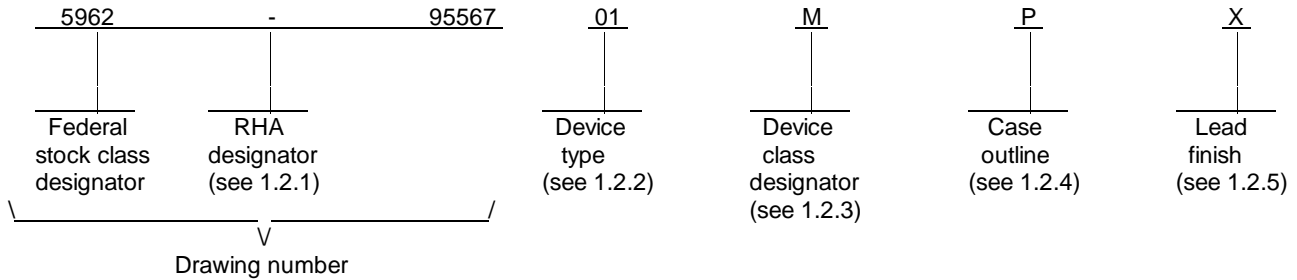 5962 - 95567 01 M P X
Federal stock class designator
RHA designator (see 1.2.1)
Device type (see 1.2.2)
Device class designator (see 1.2.3)
Case outline (see 1.2.4)
Lead finish (see 1.2.5)
Drawing number